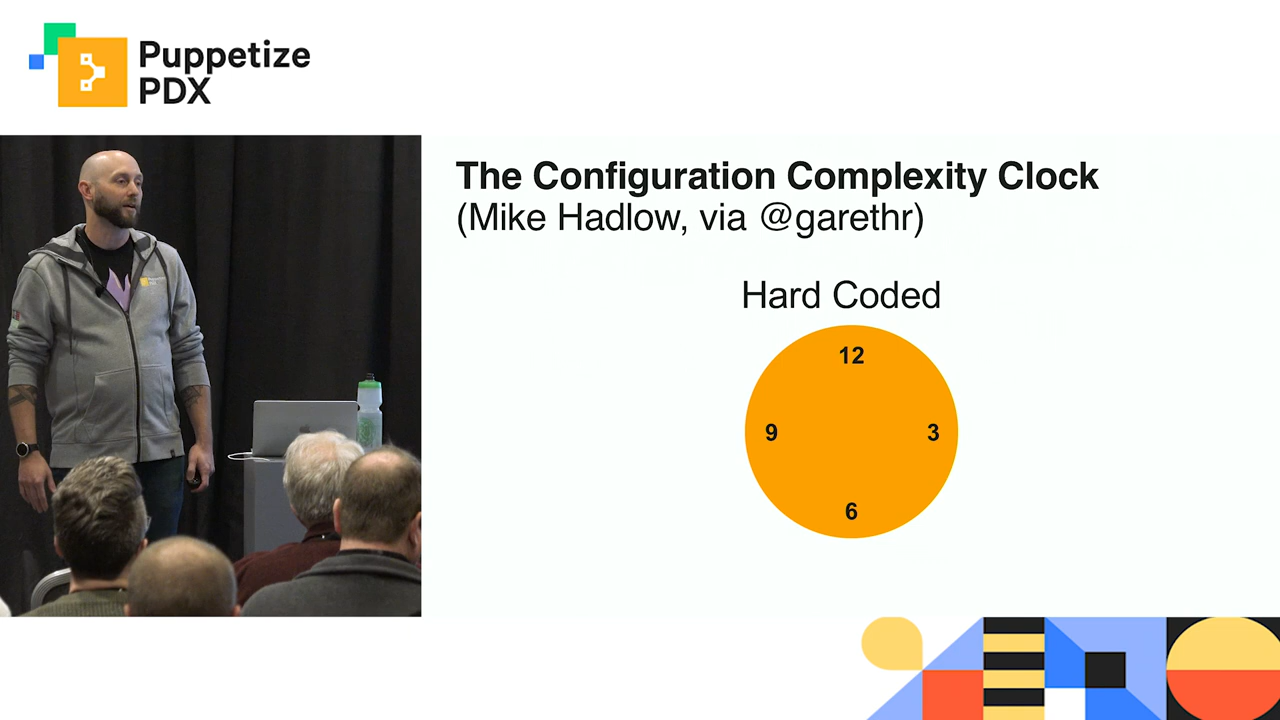 Puppetize
PDX
The Configuration Complexity Clock
(Mike Hadlow, via @garethr)
Hard Coded
12
9
3
6